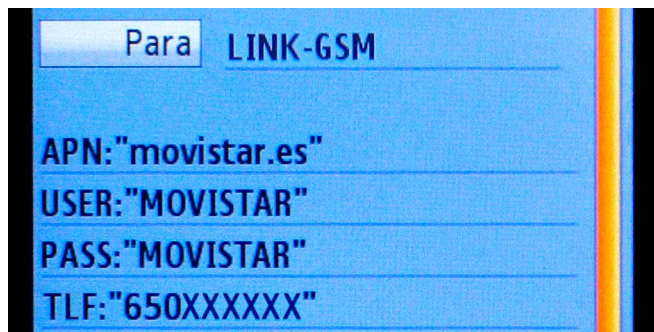 Para LINK-GSM
APN:"movistar.es"
USER:"MOVISTAR"
PASS:"MOVISTAR"
TLF:"650XXXXXX"